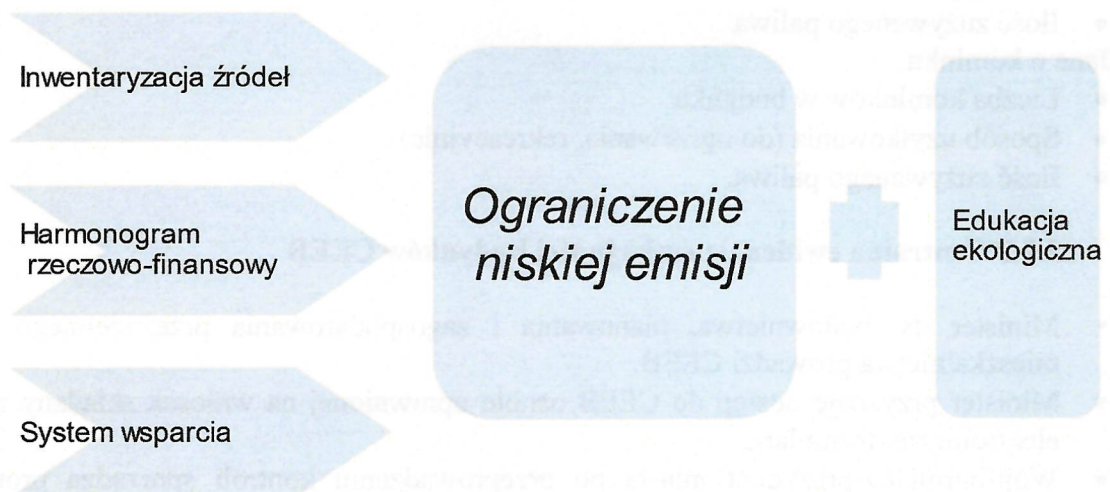 Inwentaryzacja źródeł
Harmonogram
rzeczowo-finansowy
System wsparcia
Ograniczenie
niskiej emisji
Edukacja
ekologiczna